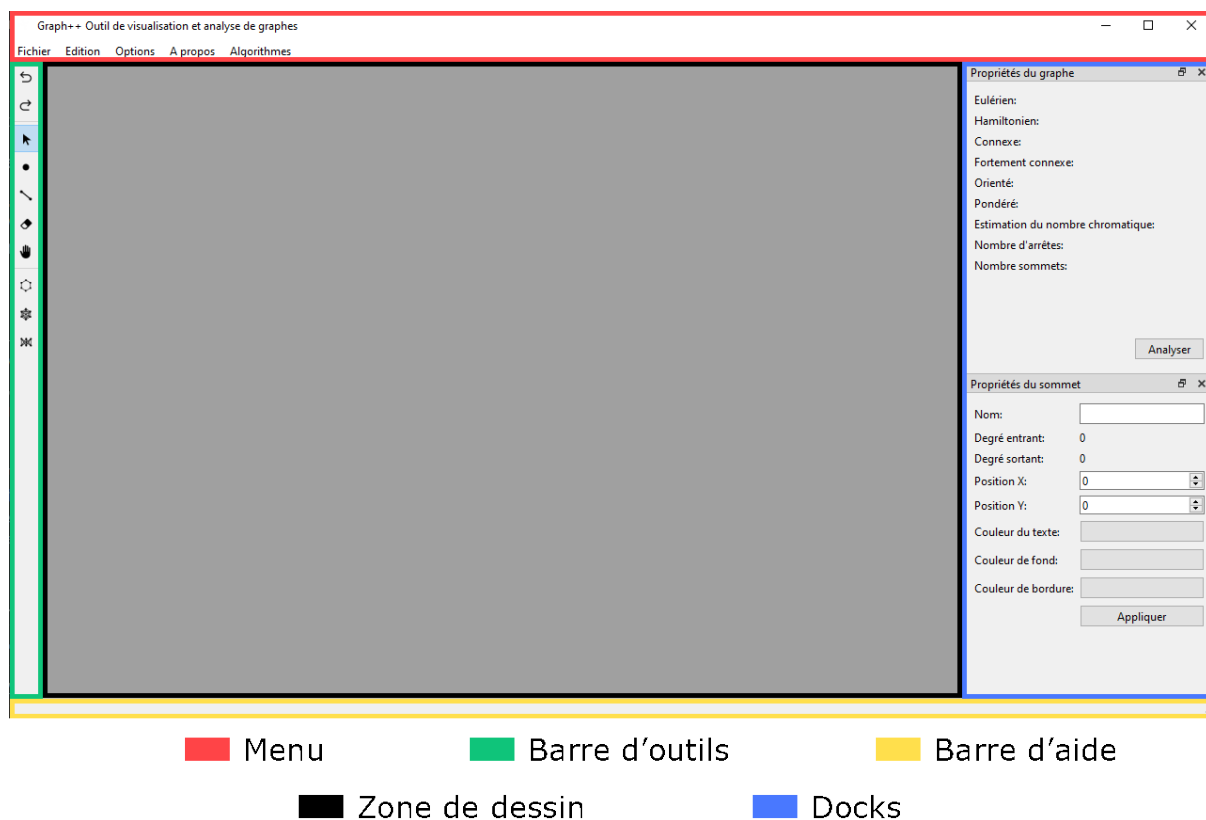 Graph++ Outil de visualisation et analyse de graphes
Fichier Edition Options A propos Algorithmes
Propriétés du graphe
Eulérien:
Hamiltonien:
Connexe:
Fortement connexe:
Orienté:
Pondéré:
Estimation du nombre chromatique:
Nombre d'arrêtes:
Nombre sommets:
Analyser
Propriétés du sommet
Nom:
Degré entrant: 0
Degré sortant: 0
Position X: 0
Position Y: 0
Couleur du texte:
Couleur de fond:
Couleur de bordure:
Appliquer
Menu Barre d'outils Barre d'aide
Zone de dessin Docks